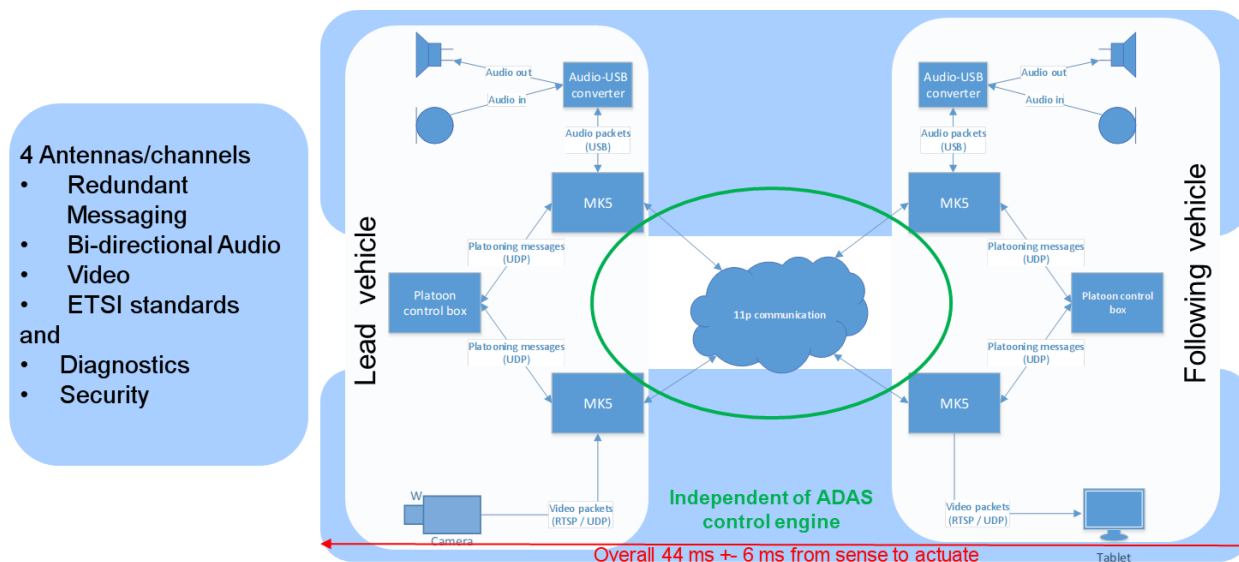 4 Antennas/channels
• Redundant
Messaging
• Bi-directional Audio
• Video
• ETSI standards
and
• Diagnostics
• Security
Lead vehicle
Audio out
Audio in
Audio-USB
converter
Audio packets
(USB)
MK5
Platooning messages
(UDP)
Platoon
control box
Platooning messages
(UDP)
MK5
W
Camera
Video packets
(RTSP / UDP)
11p communication
Independent of ADAS
control engine
Following vehicle
Audio-USB
converter
Audio out
Audio in
Audio packets
(USB)
MK5
Platooning messages
(UDP)
Platoon control
box
Platooning messages
(UDP)
MK5
Video packets
(RTSP / UDP)
Tablet
Overall 44 ms +- 6 ms from sense to actuate